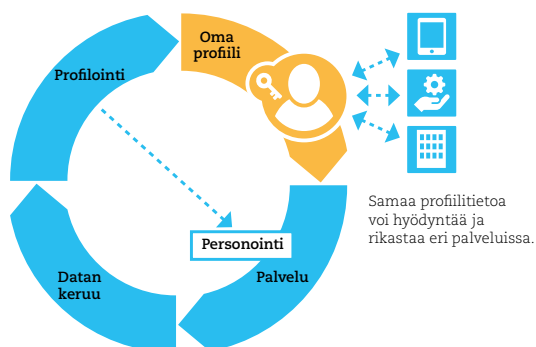 Oma
profiili
Profilointi
Samaa profiilitietoa
voi hyödyntää ja
rikastaa eri palveluissa.
Personointi
Datan
keruu
Palvelu